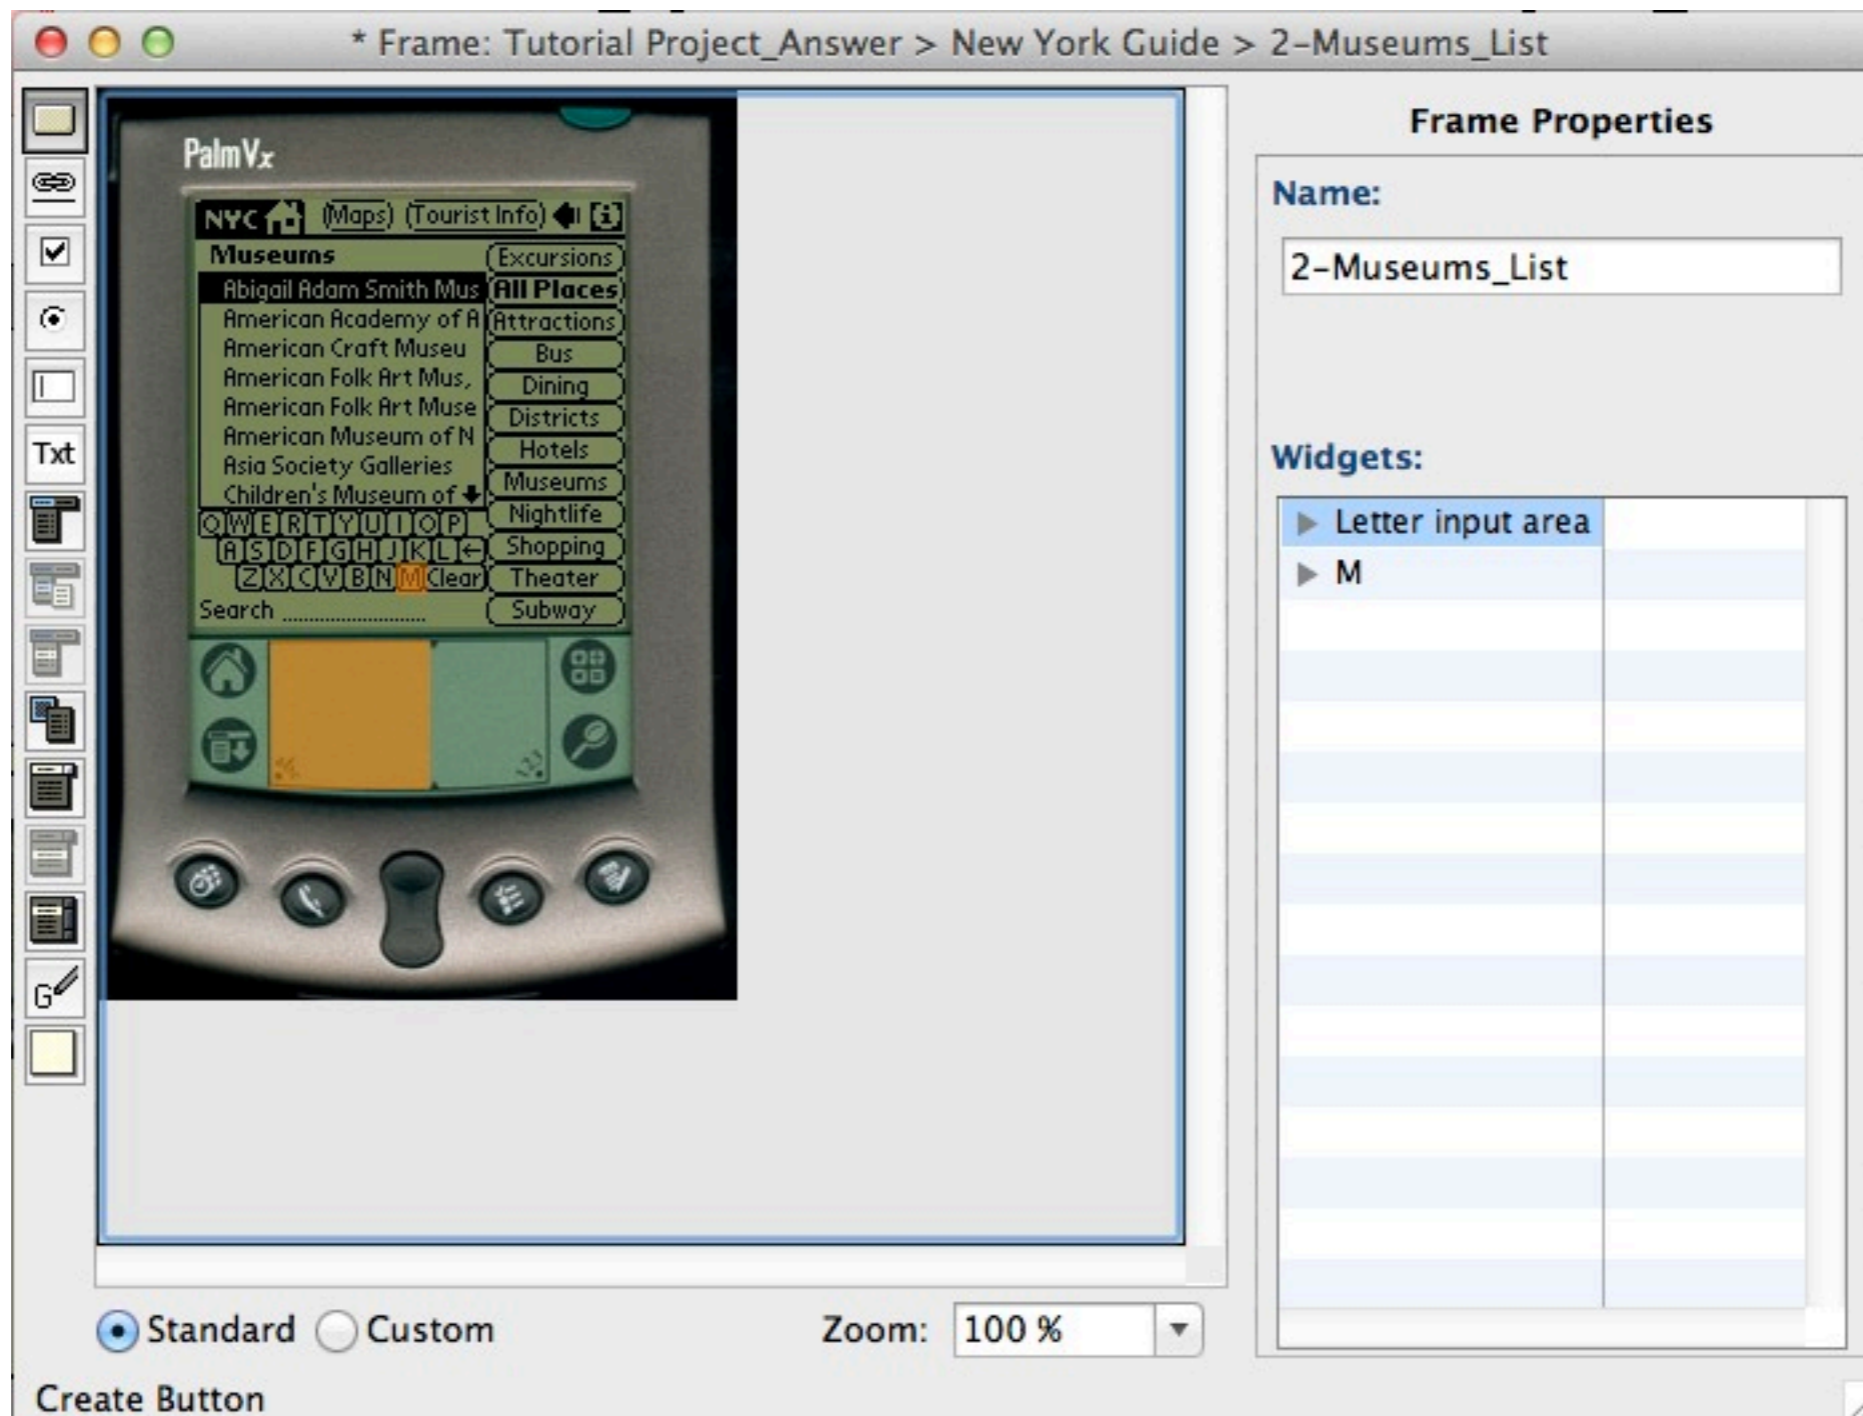 * Frame: Tutorial Project_Answer > New York Guide > 2-Museums_List
PalmVx
NYC (Maps) (Tourist Info)
Museums
Abigail Adam Smith Mus
American Academy of A
American Craft Museu
American Folk Art Mus,
American Folk Art Muse
American Museum of N
Asia Society Galleries
Children's Museum of
Q W E R T Y U I O P
A S D F G H J K L ←
Z X C V B N M Clear
Search
Excursions
All Places
Attractions
Bus
Dining
Districts
Hotels
Museums
Nightlife
Shopping
Theater
Subway
Txt
G
Frame Properties
Name:
2-Museums_List
Widgets:
Letter input area
M
Standard Custom Zoom: 100 %
Create Button